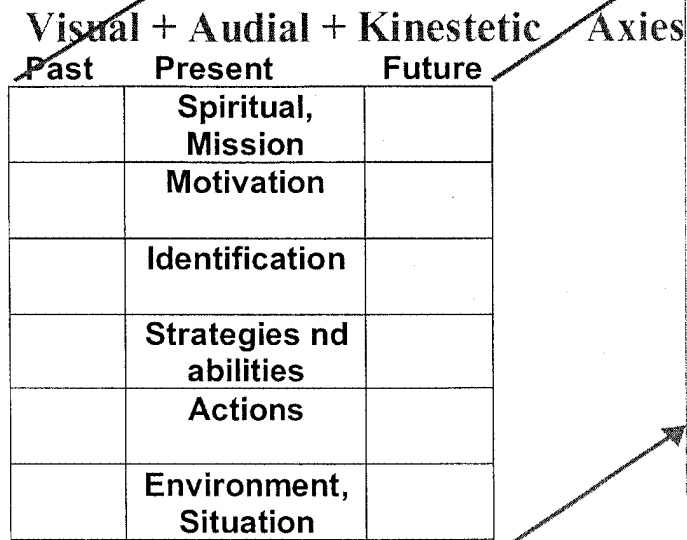 Visual + Audial + Kinestetic Axies
Past Present Future
Spiritual,
Mission
Motivation
Identification
Strategies nd
abilities
Actions
Environment,
Situation